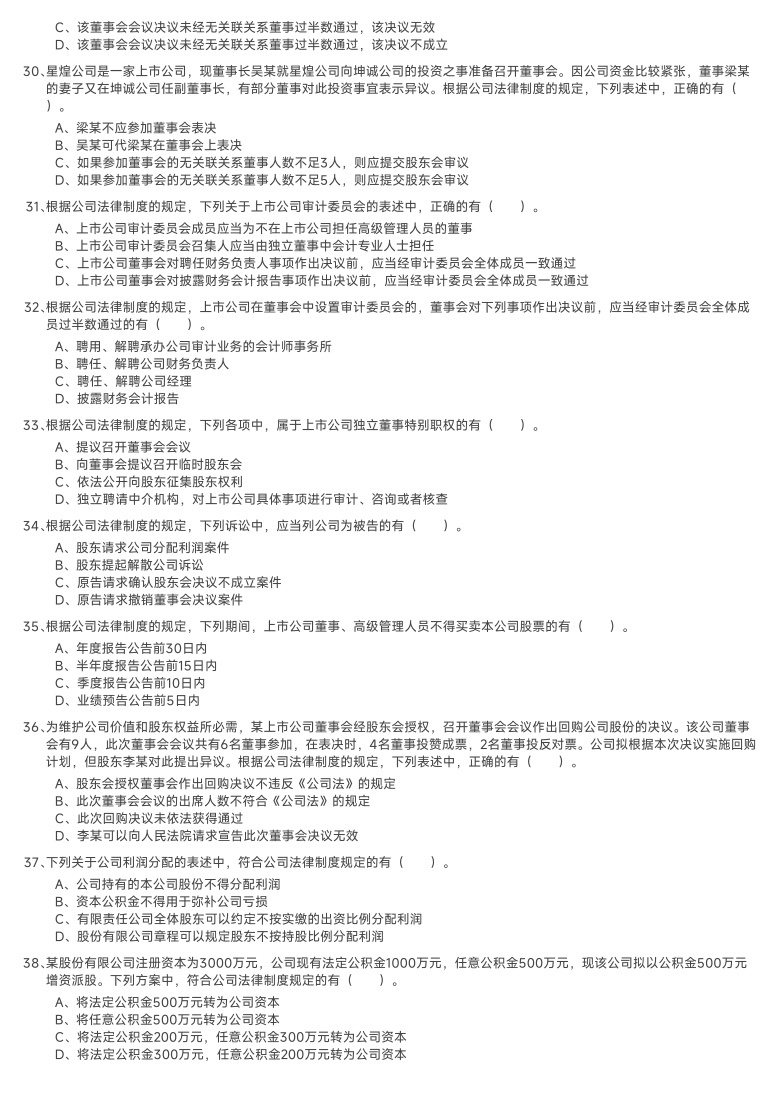 C、该董事会会议决议未经无关联关系董事过半数通过，该决议无效
D、该董事会会议决议未经无关联关系董事过半数通过，该决议不成立
30、星煌公司是一家上市公司，现董事长吴某就星煌公司向坤诚公司的投资之事准备召开董事会。因公司资金比较紧张，董事梁某
的妻子又在坤诚公司任副董事长，有部分董事对此投资事宜表示异议。根据公司法律制度的规定，下列表述中，正确的有（
）。
A、梁某不应参加董事会表决
B、吴某可代梁某在董事会上表决
C、如果参加董事会的无关联关系董事人数不足3人，则应提交股东会审议
D、如果参加董事会的无关联关系董事人数不足5人，则应提交股东会审议
31、根据公司法律制度的规定，下列关于上市公司审计委员会的表述中，正确的有（　　）。
A、上市公司审计委员会成员应当为不在上市公司担任高级管理人员的董事
B、上市公司审计委员会召集人应当由独立董事中会计专业人士担任
C、上市公司董事会对聘任财务负责人事项作出决议前，应当经审计委员会全体成员一致通过
D、上市公司董事会对披露财务会计报告事项作出决议前，应当经审计委员会全体成员一致通过
32、根据公司法律制度的规定，上市公司在董事会中设置审计委员会的，董事会对下列事项作出决议前，应当经审计委员会全体成
员过半数通过的有（　　）。
A、聘用、解聘承办公司审计业务的会计师事务所
B、聘任、解聘公司财务负责人
C、聘任、解聘公司经理
D、披露财务会计报告
33、根据公司法律制度的规定，下列各项中，属于上市公司独立董事特别职权的有（　　）。
A、提议召开董事会会议
B、向董事会提议召开临时股东会
C、依法公开向股东征集股东权利
D、独立聘请中介机构，对上市公司具体事项进行审计、咨询或者核查
34、根据公司法律制度的规定，下列诉讼中，应当列公司为被告的有（　　）。
A、股东请求公司分配利润案件
B、股东提起解散公司诉讼
C、原告请求确认股东会决议不成立案件
D、原告请求撤销董事会决议案件
35、根据公司法律制度的规定，下列期间，上市公司董事、高级管理人员不得买卖本公司股票的有（　　）。
A、年度报告公告前30日内
B、半年度报告公告前15日内
C、季度报告公告前10日内
D、业绩预告公告前5日内
36、为维护公司价值和股东权益所必需，某上市公司董事会经股东会授权，召开董事会会议作出回购公司股份的决议。该公司董事
会有9人，此次董事会会议共有6名董事参加，在表决时，4名董事投赞成票，2名董事投反对票。公司拟根据本次决议实施回购
计划，但股东李某对此提出异议。根据公司法律制度的规定，下列表述中，正确的有（　　）。
A、股东会授权董事会作出回购决议不违反《公司法》的规定
B、此次董事会会议的出席人数不符合《公司法》的规定
C、此次回购决议未依法获得通过
D、李某可以向人民法院请求宣告此次董事会决议无效
37、下列关于公司利润分配的表述中，符合公司法律制度规定的有（　　）。
A、公司持有的本公司股份不得分配利润
B、资本公积金不得用于弥补公司亏损
C、有限责任公司全体股东可以约定不按实缴的出资比例分配利润
D、股份有限公司章程可以规定股东不按持股比例分配利润
38、某股份有限公司注册资本为3000万元，公司现有法定公积金1000万元，任意公积金500万元，现该公司拟以公积金500万元
增资派股。下列方案中，符合公司法律制度规定的有（　　）。
A、将法定公积金500万元转为公司资本
B、将任意公积金500万元转为公司资本
C、将法定公积金200万元，任意公积金300万元转为公司资本
D、将法定公积金300万元，任意公积金200万元转为公司资本